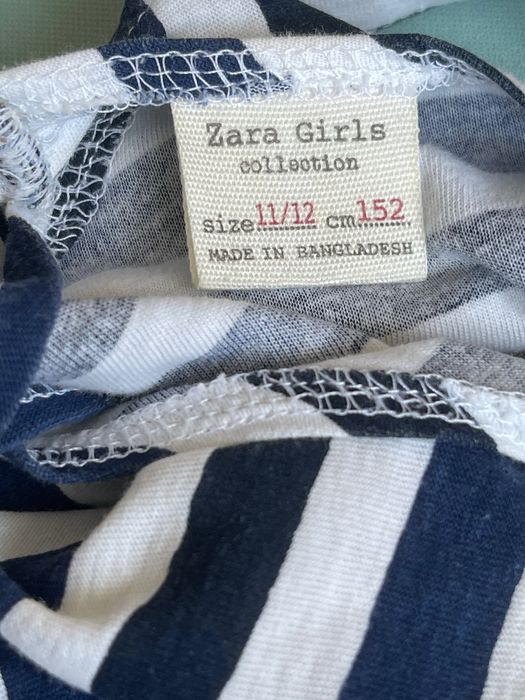 Zara Girls
collection
size 11/12 cm 152
MADE IN BANGLADESH